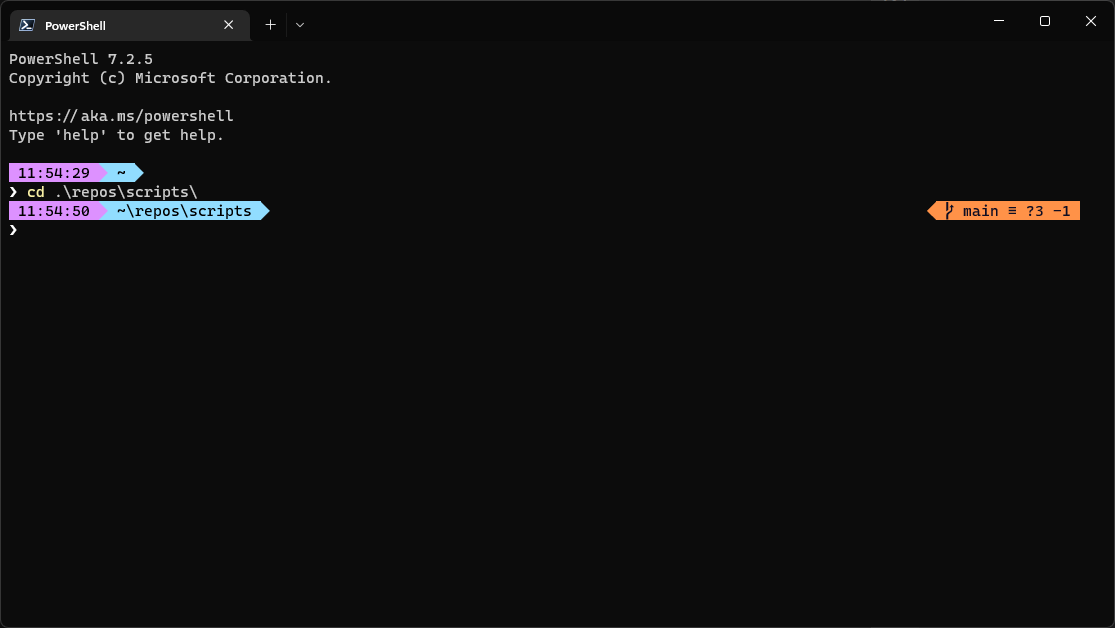 PowerShell
PowerShell 7.2.5
Copyright (c) Microsoft Corporation.
https://aka.ms/powershell
Type 'help' to get help.
11:54:29 ~
❯ cd .\repos\scripts\
11:54:50 ~\repos\scripts main ≡ ?3 -1
❯